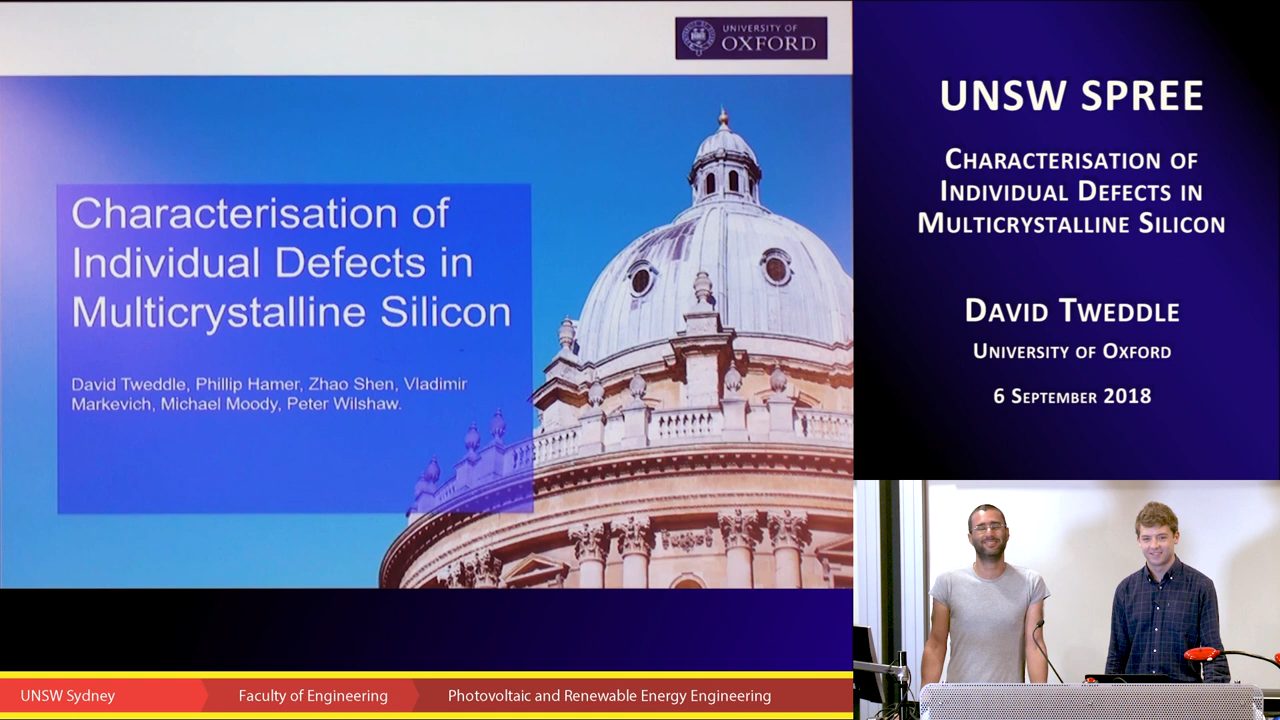 UNIVERSITY OF
OXFORD
Characterisation of
Individual Defects in
Multicrystalline Silicon
David Tweddle, Phillip Hamer, Zhao Shen, Vladimir
Markevich, Michael Moody, Peter Wilshaw.
UNSW SPREE
CHARACTERISATION OF
INDIVIDUAL DEFECTS IN
MULTICRYSTALLINE SILICON
DAVID TWEDDLE
UNIVERSITY OF OXFORD
6 SEPTEMBER 2018
UNSW Sydney
Faculty of Engineering
Photovoltaic and Renewable Energy Engineering